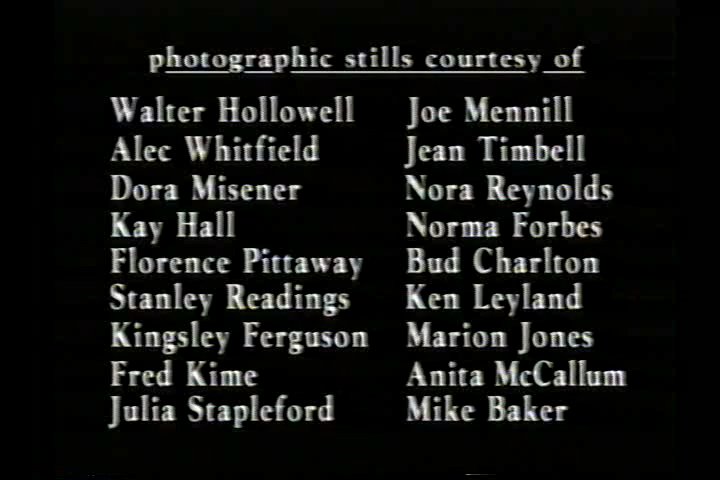 photographic stills courtesy of
Walter Hollowell Joe Mennill
Alec Whitfield Jean Timbell
Dora Misener Nora Reynolds
Kay Hall Norma Forbes
Florence Pittaway Bud Charlton
Stanley Readings Ken Leyland
Kingsley Ferguson Marion Jones
Fred Kime Anita McCallum
Julia Stapleford Mike Baker